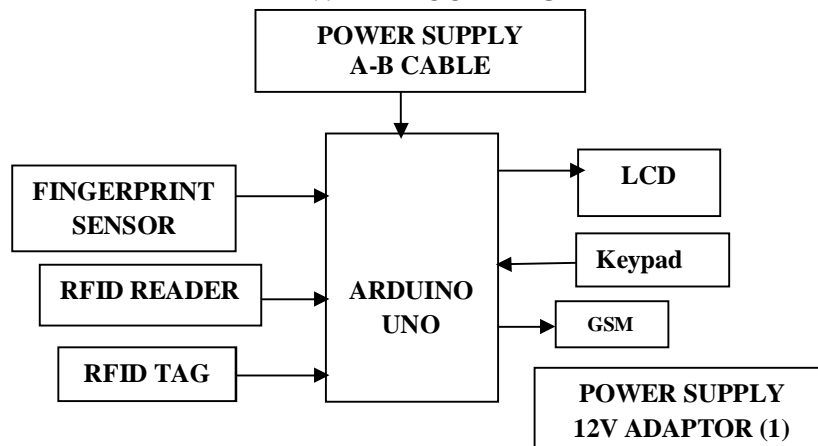 POWER SUPPLY
A-B CABLE
FINGERPRINT
SENSOR
RFID READER
RFID TAG
ARDUINO
UNO
LCD
Keypad
GSM
POWER SUPPLY
12V ADAPTOR (1)